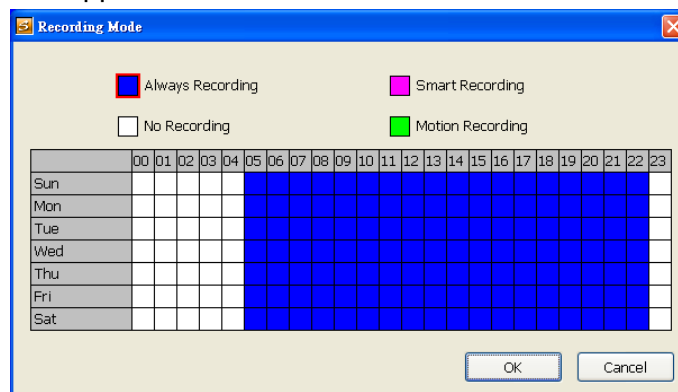 Recording Mode
Always Recording Smart Recording
No Recording Motion Recording
00 01 02 03 04 05 06 07 08 09 10 11 12 13 14 15 16 17 18 19 20 21 22 23
Sun
Mon
Tue
Wed
Thu
Fri
Sat
OK Cancel